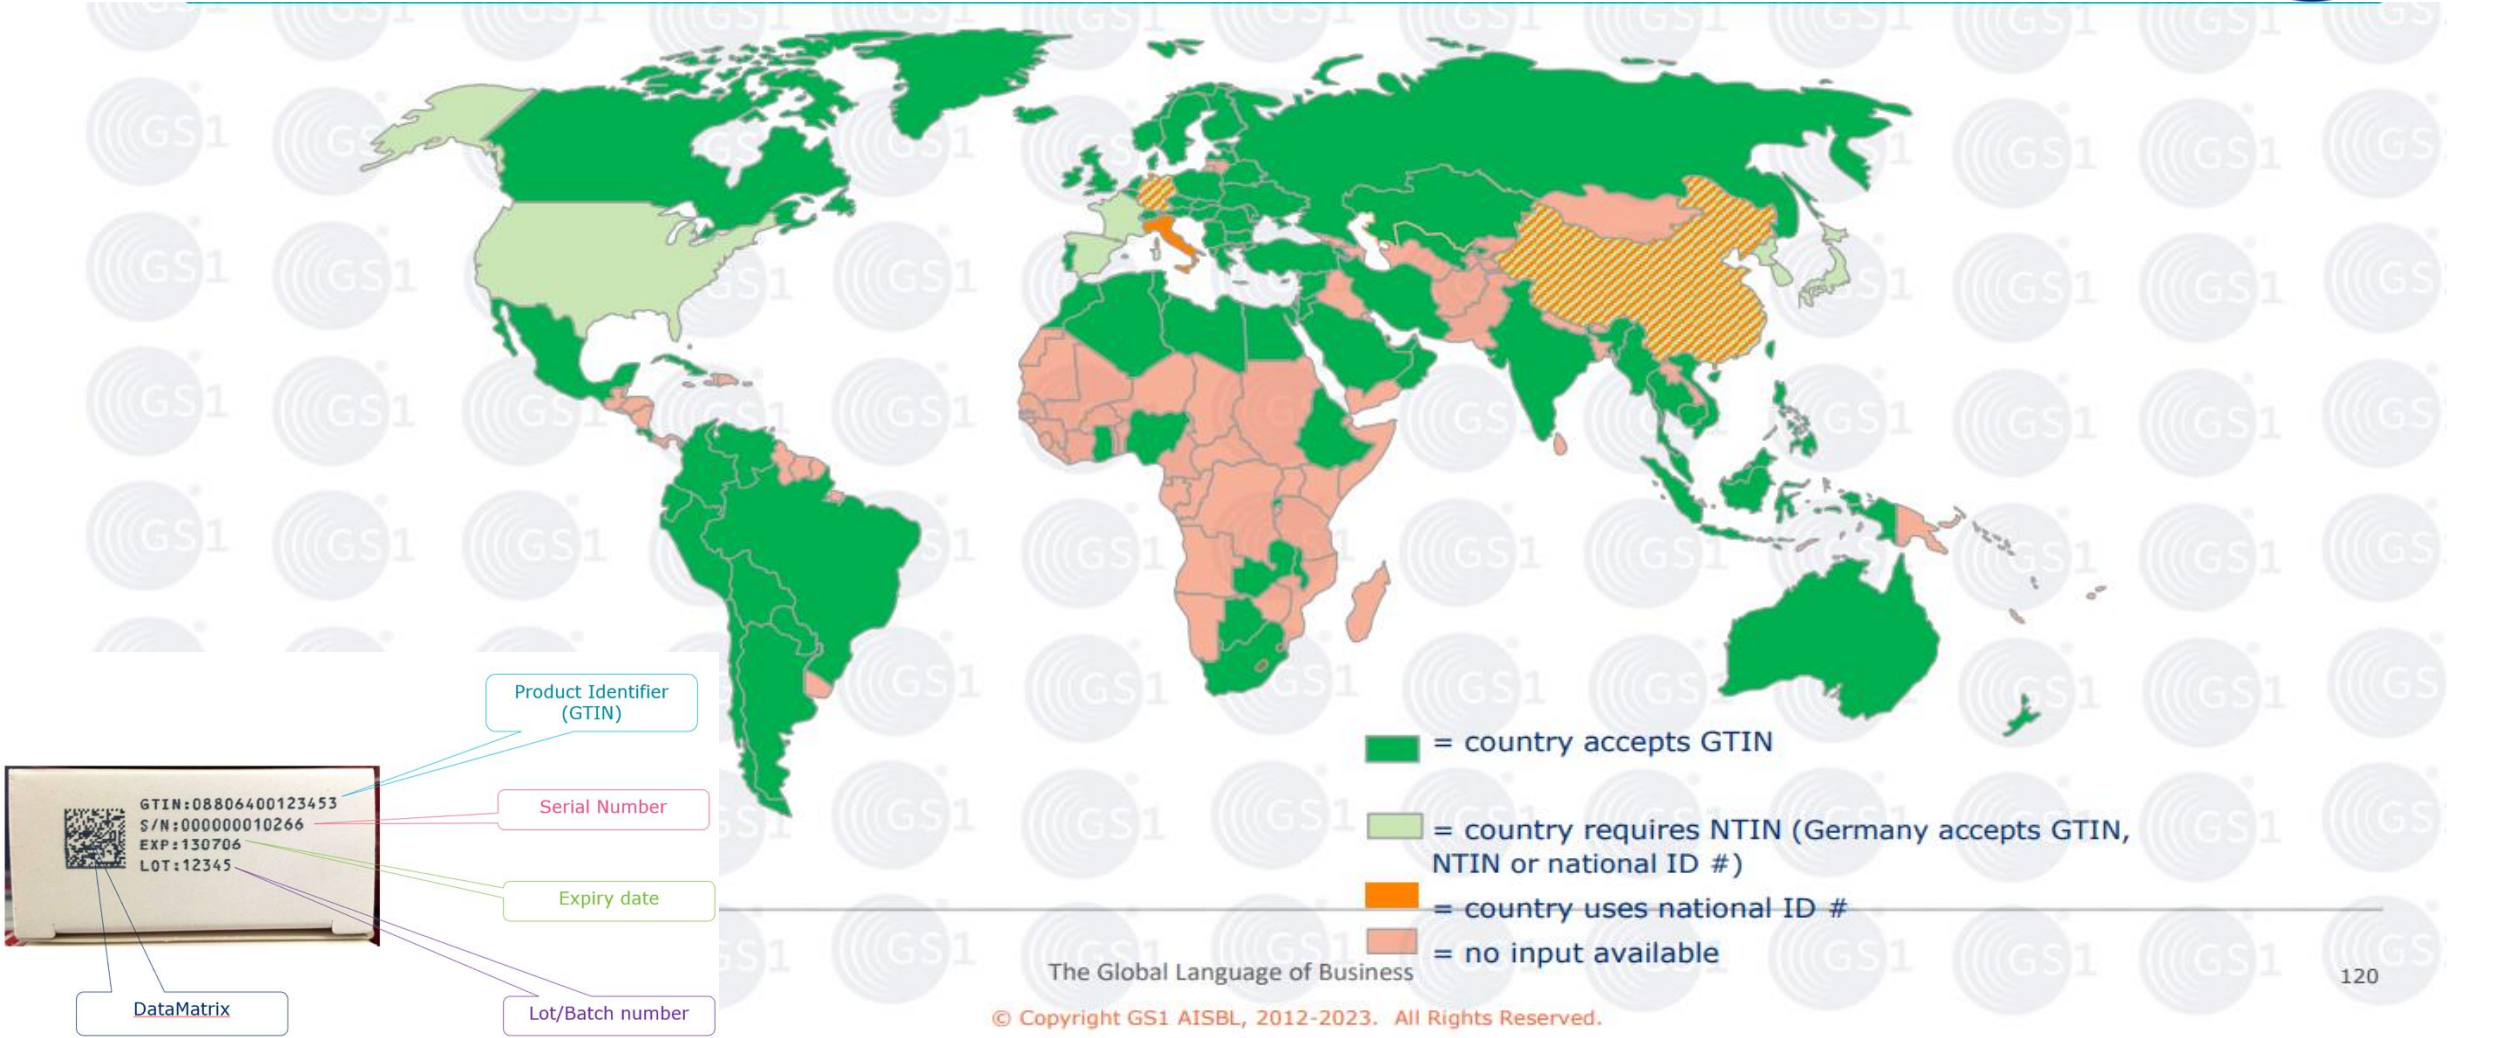 Product Identifier
(GTIN)
GTIN:08806400123453
S/N:000000010266
EXP:130706
LOT:12345
Serial Number
Expiry date
Lot/Batch number
DataMatrix
= country accepts GTIN
= country requires NTIN (Germany accepts GTIN,
NTIN or national ID #)
= country uses national ID #
= no input available
The Global Language of Business
120
© Copyright GS1 AISBL, 2012-2023. All Rights Reserved.
GS1